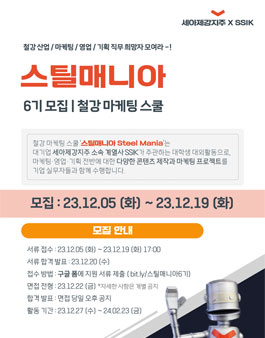 세아제강지주 X SSIK
철강 산업 / 마케팅 / 영업 / 기획 직무 희망자 모여라 ~!
스틸매니아
6기 모집 | 철강 마케팅 스쿨
철강 마케팅 스쿨 '스틸매니아 Steel Mania'는
대기업 세아제강지주 소속 계열사 SSIK가 주관하는 대학생 대외활동으로,
마케팅·영업·기획 전반에 대한 다양한 콘텐츠 제작과 마케팅 프로젝트를
기업 실무자들과 함께 수행합니다.
모집 : 23.12.05 (화) ~ 23.12.19 (화)
모집 안내
서류 접수 : 23.12.05 (화) ~ 23.12.19 (화) 17:00
서류 합격 발표 : 23.12.20 (수)
접수 방법 : 구글 폼에 지원 서류 제출 (bit.ly/스틸매니아6기)
면접 전형 : 23.12.22 (금) *자세한 사항은 개별 공지
합격 발표 : 면접 당일 오후 공지
활동 기간 : 23.12.27 (수) ~ 24.02.23 (금)